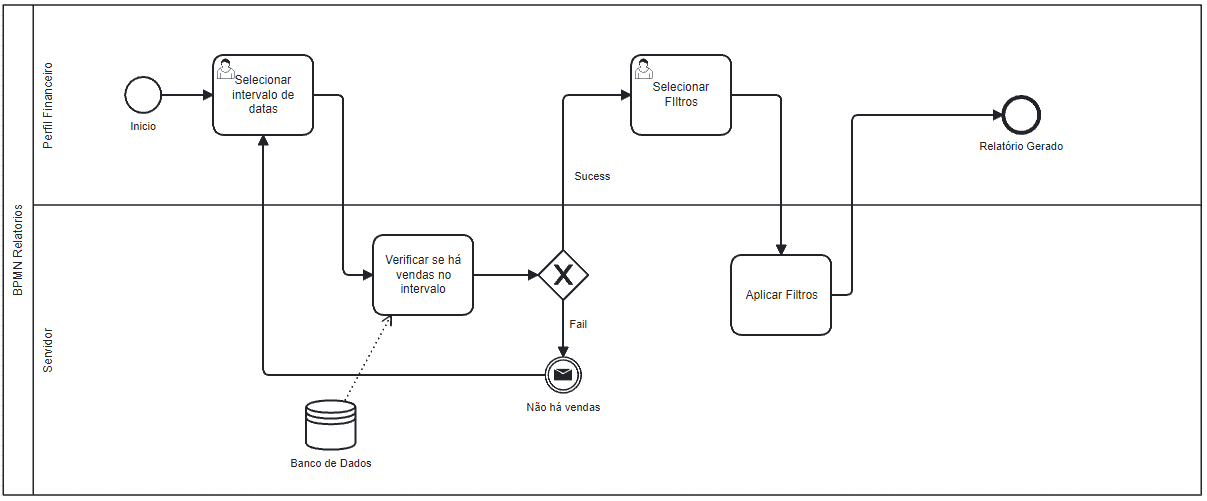 BPMN Relatorios
Perfil Financeiro
Inicio
Selecionar
intervalo de
datas
Selecionar
FIltros
Sucess
Relatório Gerado
Servidor
Verificar se há
vendas no
intervalo
Fail
Não há vendas
Aplicar Filtros
Banco de Dados